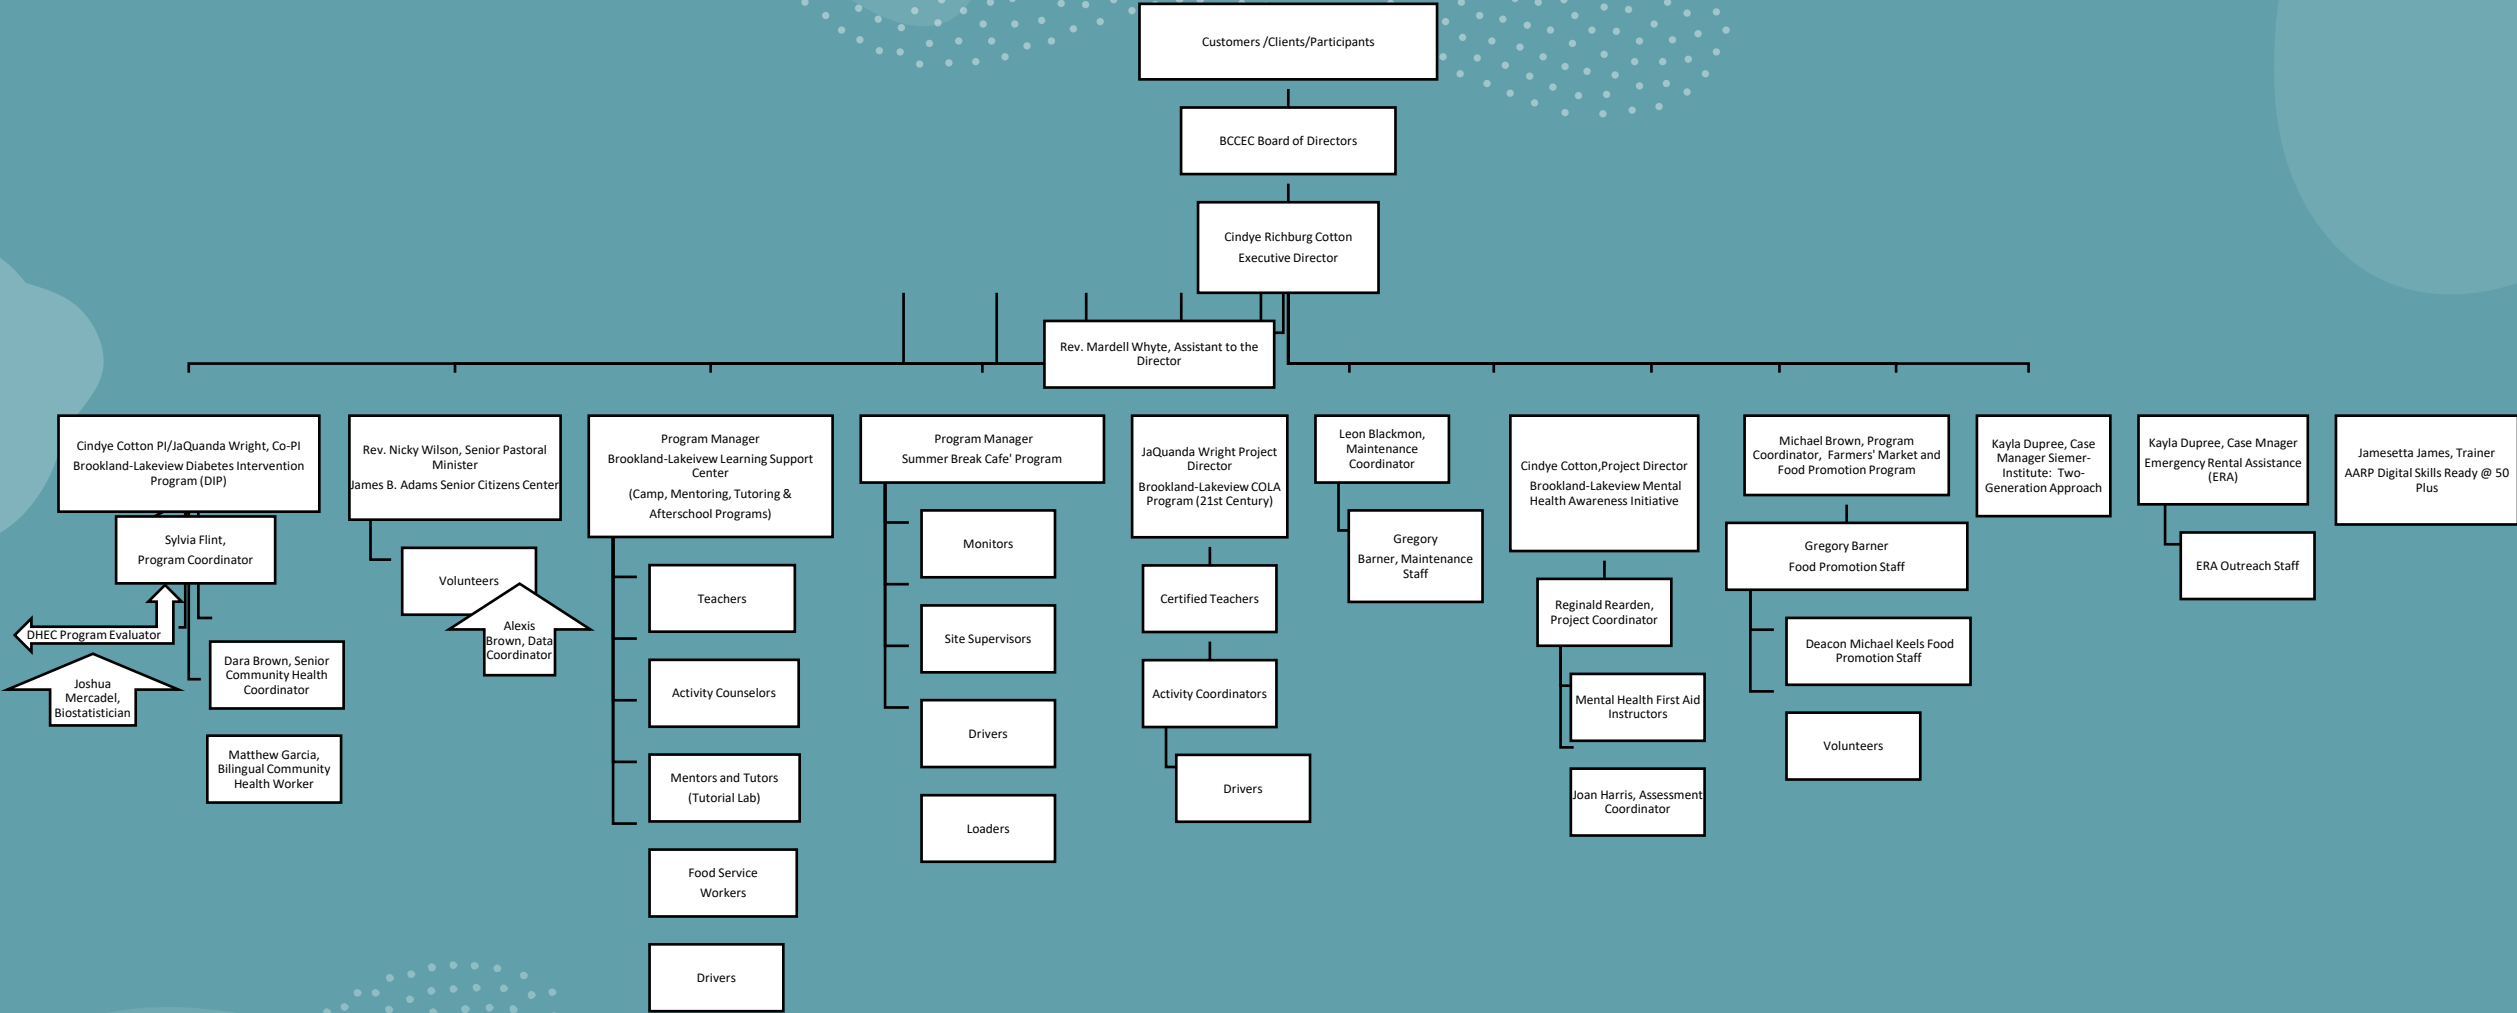 Customers /Clients/Participants
BCCEC Board of Directors
Cindye Richburg Cotton
Executive Director
Rev. Mardell Whyte, Assistant to the
Director
Cindye Cotton PI/JaQuanda Wright, Co-PI
Brookland-Lakeview Diabetes Intervention
Program (DIP)
Sylvia Flint,
Program Coordinator
DHEC Program Evaluator
Joshua
Mercadel,
Biostatistician
Dara Brown, Senior
Community Health
Coordinator
Matthew Garcia,
Bilingual Community
Health Worker
Rev. Nicky Wilson, Senior Pastoral
Minister
James B. Adams Senior Citizens Center
Volunteers
Alexis
Brown, Data
Coordinator
Program Manager
Brookland-Lakeivew Learning Support
Center
(Camp, Mentoring, Tutoring &
Afterschool Programs)
Teachers
Activity Counselors
Mentors and Tutors
(Tutorial Lab)
Food Service
Workers
Drivers
Program Manager
Summer Break Cafe' Program
Monitors
Site Supervisors
Drivers
Loaders
JaQuanda Wright Project
Director
Brookland-Lakeview COLA
Program (21st Century)
Certified Teachers
Activity Coordinators
Drivers
Leon Blackmon,
Maintenance
Coordinator
Gregory
Barner, Maintenance
Staff
Cindye Cotton,Project Director
Brookland-Lakeview Mental
Health Awareness Initiative
Reginald Rearden,
Project Coordinator
Mental Health First Aid
Instructors
Joan Harris, Assessment
Coordinator
Michael Brown, Program
Coordinator, Farmers' Market and
Food Promotion Program
Gregory Barner
Food Promotion Staff
Deacon Michael Keels Food
Promotion Staff
Volunteers
Kayla Dupree, Case
Manager Siemer-
Institute: Two-
Generation Approach
Kayla Dupree, Case Mnager
Emergency Rental Assistance
(ERA)
ERA Outreach Staff
Jamesetta James, Trainer
AARP Digital Skills Ready @ 50
Plus